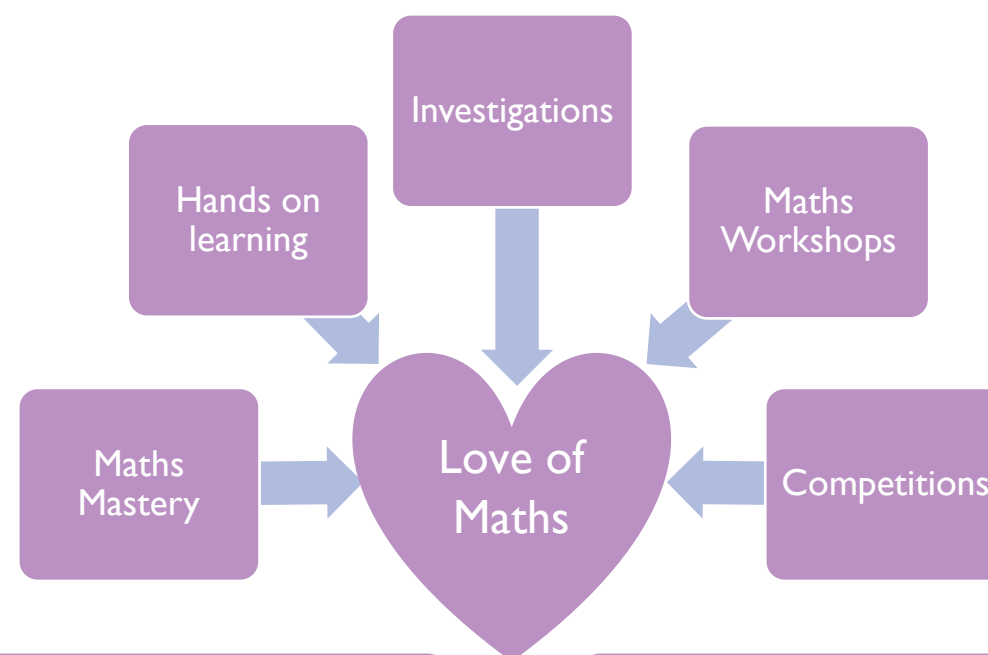 Investigations
Hands on
learning
Maths
Workshops
Maths
Mastery
Love of
Maths
Competitions